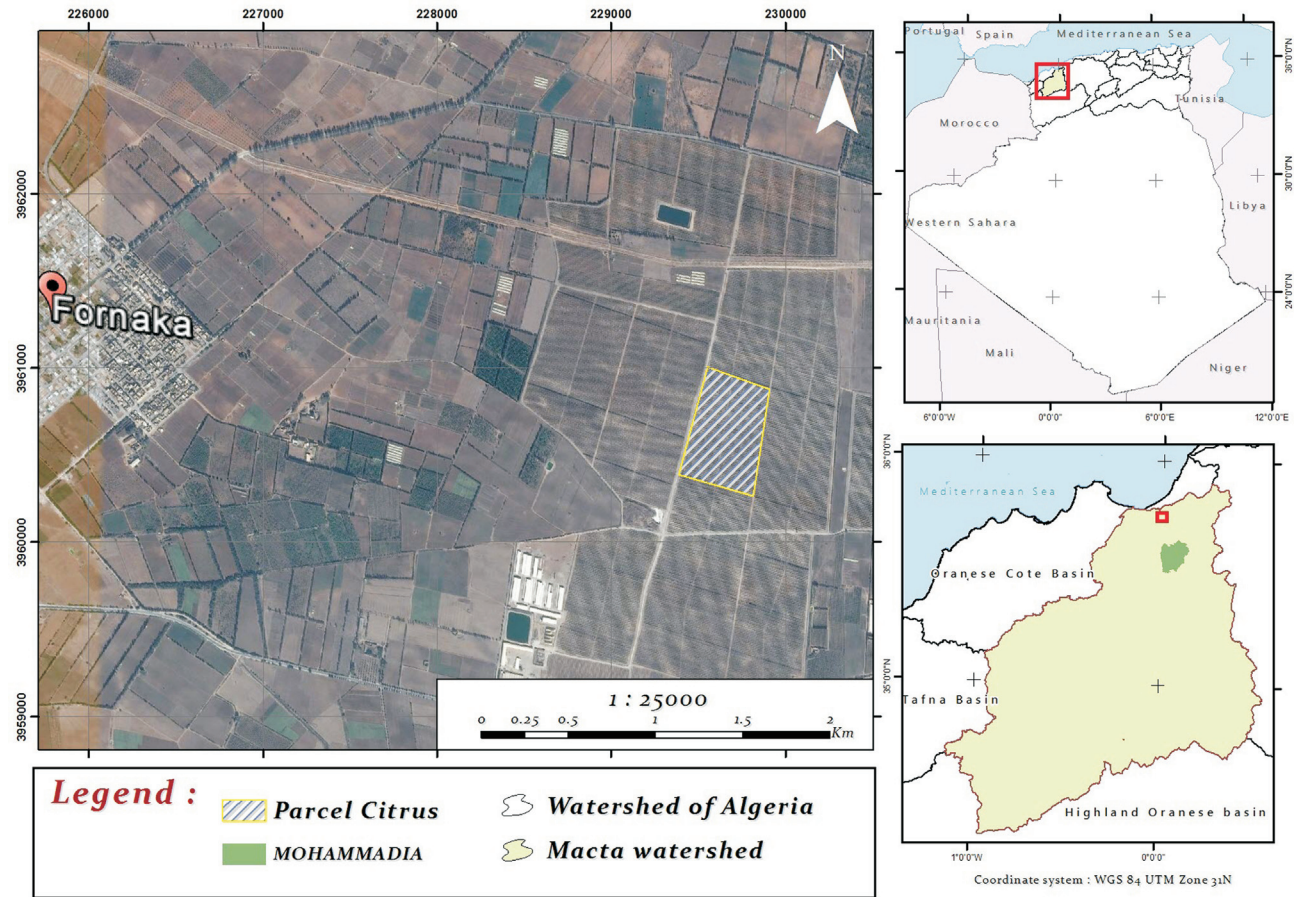 226000 227000 228000 229000 230000
N
3962000
3961000
3960000
3959000
Fornaka
1 : 25000
0 0.25 0.5 1 1.5 2
Km
Portugal Spain Mediterranean Sea
Tunisia
Morocco
Libya
Western Sahara
Mauritania
Mali
Niger
36°0'0"N
30°0'0"N
24°0'0"N
6°0'0"W 0°0'0" 6°0'0"E 12°0'0"E
36°0'0"N
35°0'0"N
Mediterranean Sea
Oranese Cote Basin
Tafna Basin
Highland Oranese basin
1°0'0"W 0°0'0"
Coordinate system : WGS 84 UTM Zone 31N
Legend :
Parcel Citrus
Watershed of Algeria
MOHAMMADIA
Macta watershed